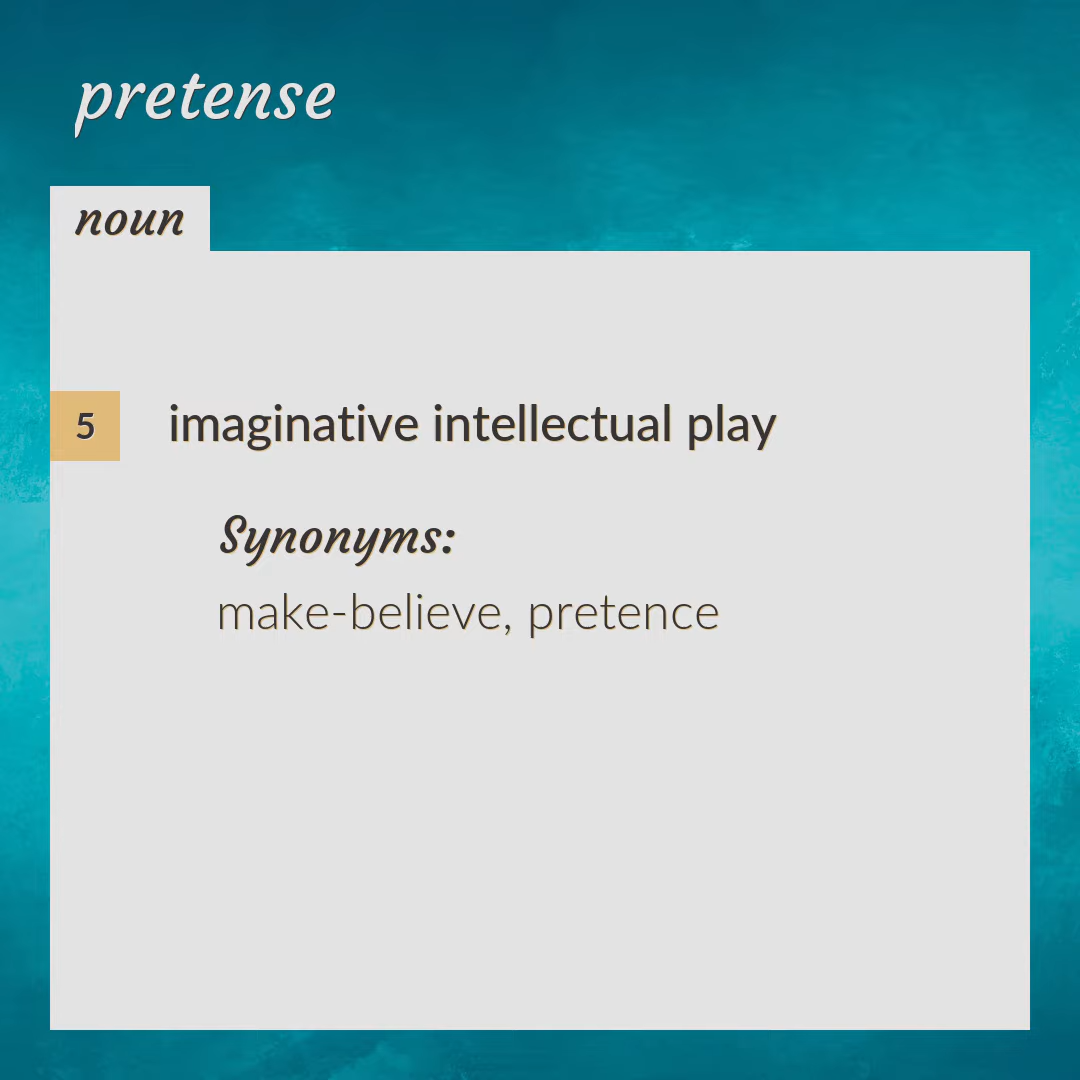 pretense
noun
5 imaginative intellectual play
Synonyms:
make-believe, pretence